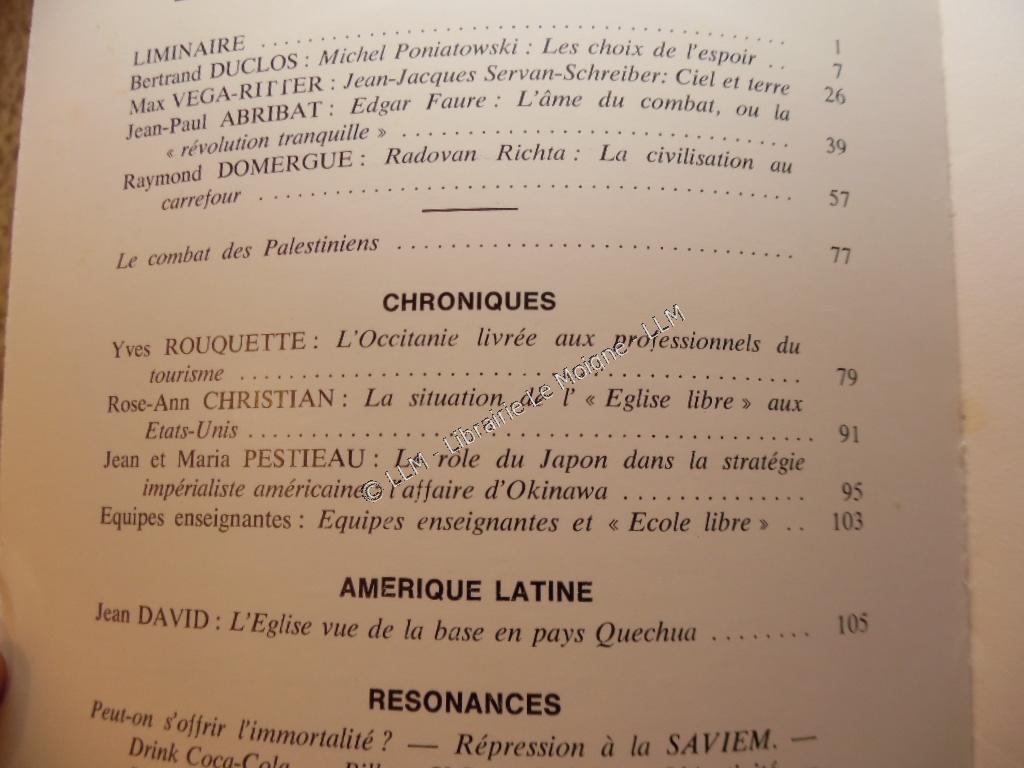 LIMINAIRE .......................................... 1
Bertrand DUCLOS : Michel Poniatowski : Les choix de l'espoir .. 7
Max VEGA-RITTER : Jean-Jacques Servan-Schreiber: Ciel et terre 26
Jean-Paul ABRIBAT : Edgar Faure : L'âme du combat, ou la
« révolution tranquille » .............................. 39
Raymond DOMERGUE : Radovan Richta : La civilisation au
carrefour .......................................... 57
Le combat des Palestiniens .............................. 77
CHRONIQUES
Yves ROUQUETTE : L'Occitanie livrée aux professionnels du
tourisme .......................................... 79
Rose-Ann CHRISTIAN : La situation de l' « Eglise libre » aux
Etats-Unis .......................................... 91
Jean et Maria PESTIEAU : Le rôle du Japon dans la stratégie
impérialiste américaine, l'affaire d'Okinawa .............. 95
Equipes enseignantes : Equipes enseignantes et « Ecole libre » .. 103
© LLM - Librairie Le Moigne - LLM
AMERIQUE LATINE
Jean DAVID : L'Eglise vue de la base en pays Quechua ........ 105
RESONANCES
Peut-on s'offrir l'immortalité ? — Répression à la SAVIEM. —
Drink Coca-Cola